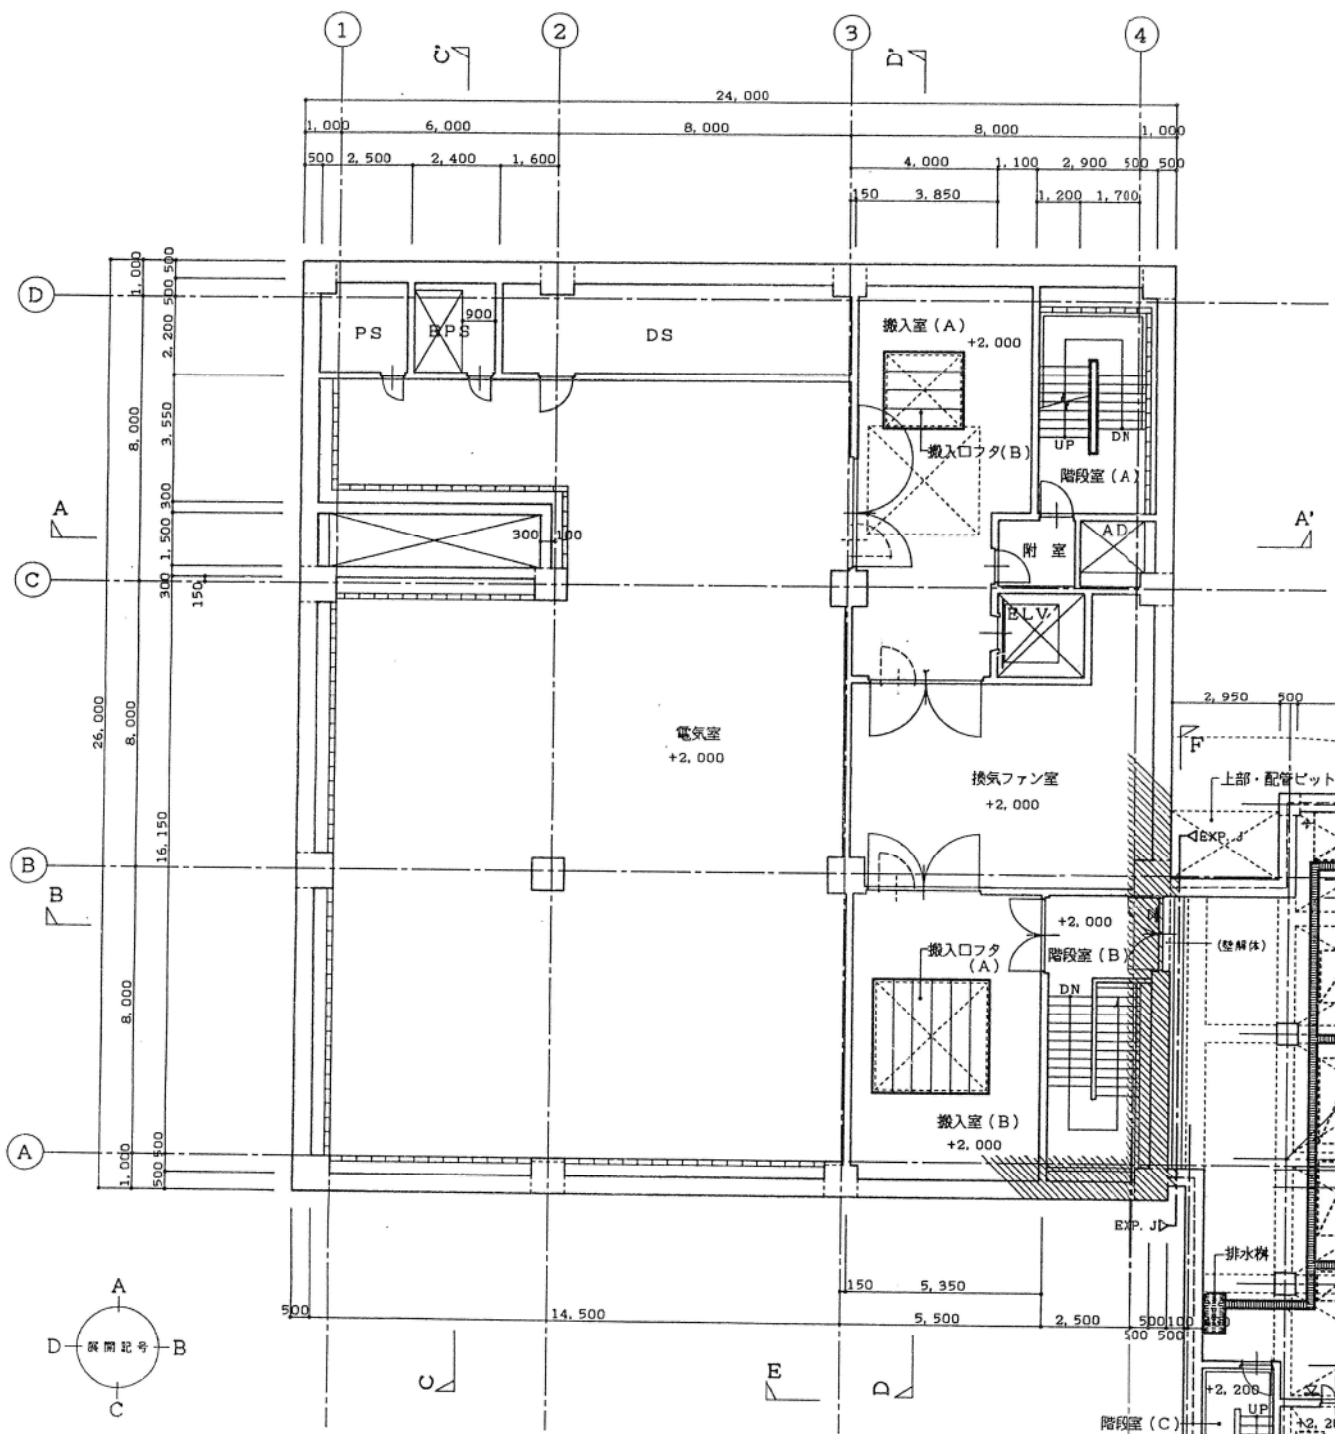 1
2
3
4
C'
D'
24, 000
1, 000
6, 000
8, 000
8, 000
1, 000
500
2, 500
2, 400
1, 600
4, 000
1, 100
2, 900
500
500
150
3, 850
1, 200
1, 700
D
C
B
A
1, 000
8, 000
8, 000
8, 000
1, 000
26, 000
500
500
2, 200
3, 550
300
1, 500
300
150
16, 150
500
500
PS
900
DS
搬入室(A)
+2, 000
搬入口フタ(B)
UP
DN
階段室(A)
A
A'
300
100
附 室
AD
ELV
電気室
+2, 000
換気ファン室
+2, 000
2, 950
500
F
上部・配管ピット
EXP. J
B
+2, 000
(壁解体)
階段室(B)
搬入口フタ
(A)
DN
搬入室(B)
+2, 000
EXP. J
排水桝
150
5, 350
500
14, 500
5, 500
2, 500
500
100
500
500
A
D
展開記号
B
C
C
E
D
+2, 200
UP
階段室(C)